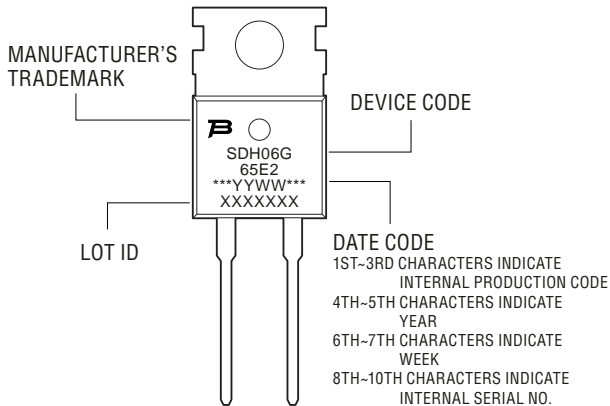 MANUFACTURER'S
TRADEMARK
DEVICE CODE
B
SDH06G
65E2
***YYWW***
XXXXXXX
LOT ID
DATE CODE
1ST~3RD CHARACTERS INDICATE
INTERNAL PRODUCTION CODE
4TH~5TH CHARACTERS INDICATE
YEAR
6TH~7TH CHARACTERS INDICATE
WEEK
8TH~10TH CHARACTERS INDICATE
INTERNAL SERIAL NO.